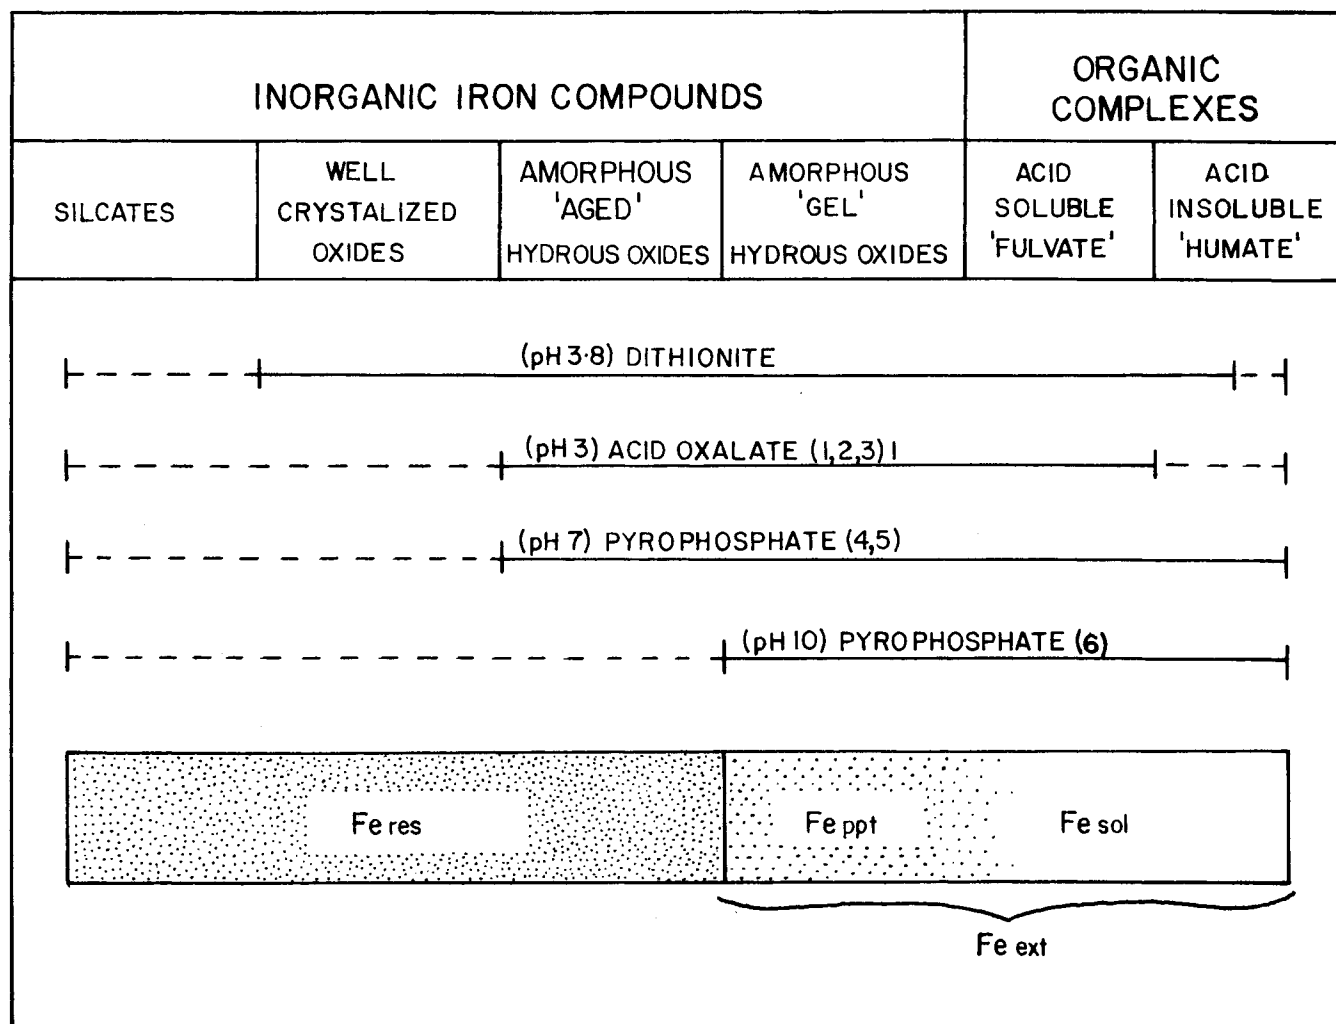 INORGANIC IRON COMPOUNDS
ORGANIC
COMPLEXES
SILCATES
WELL
CRYSTALIZED
OXIDES
AMORPHOUS
'AGED'
HYDROUS OXIDES
AMORPHOUS
'GEL'
HYDROUS OXIDES
ACID
SOLUBLE
'FULVATE'
ACID
INSOLUBLE
'HUMATE'
(pH 3·8) DITHIONITE
(pH 3) ACID OXALATE (1,2,3) 1
(pH 7) PYROPHOSPHATE (4,5)
(pH 10) PYROPHOSPHATE (6)
Fe res
Fe ppt
Fe sol
Fe ext